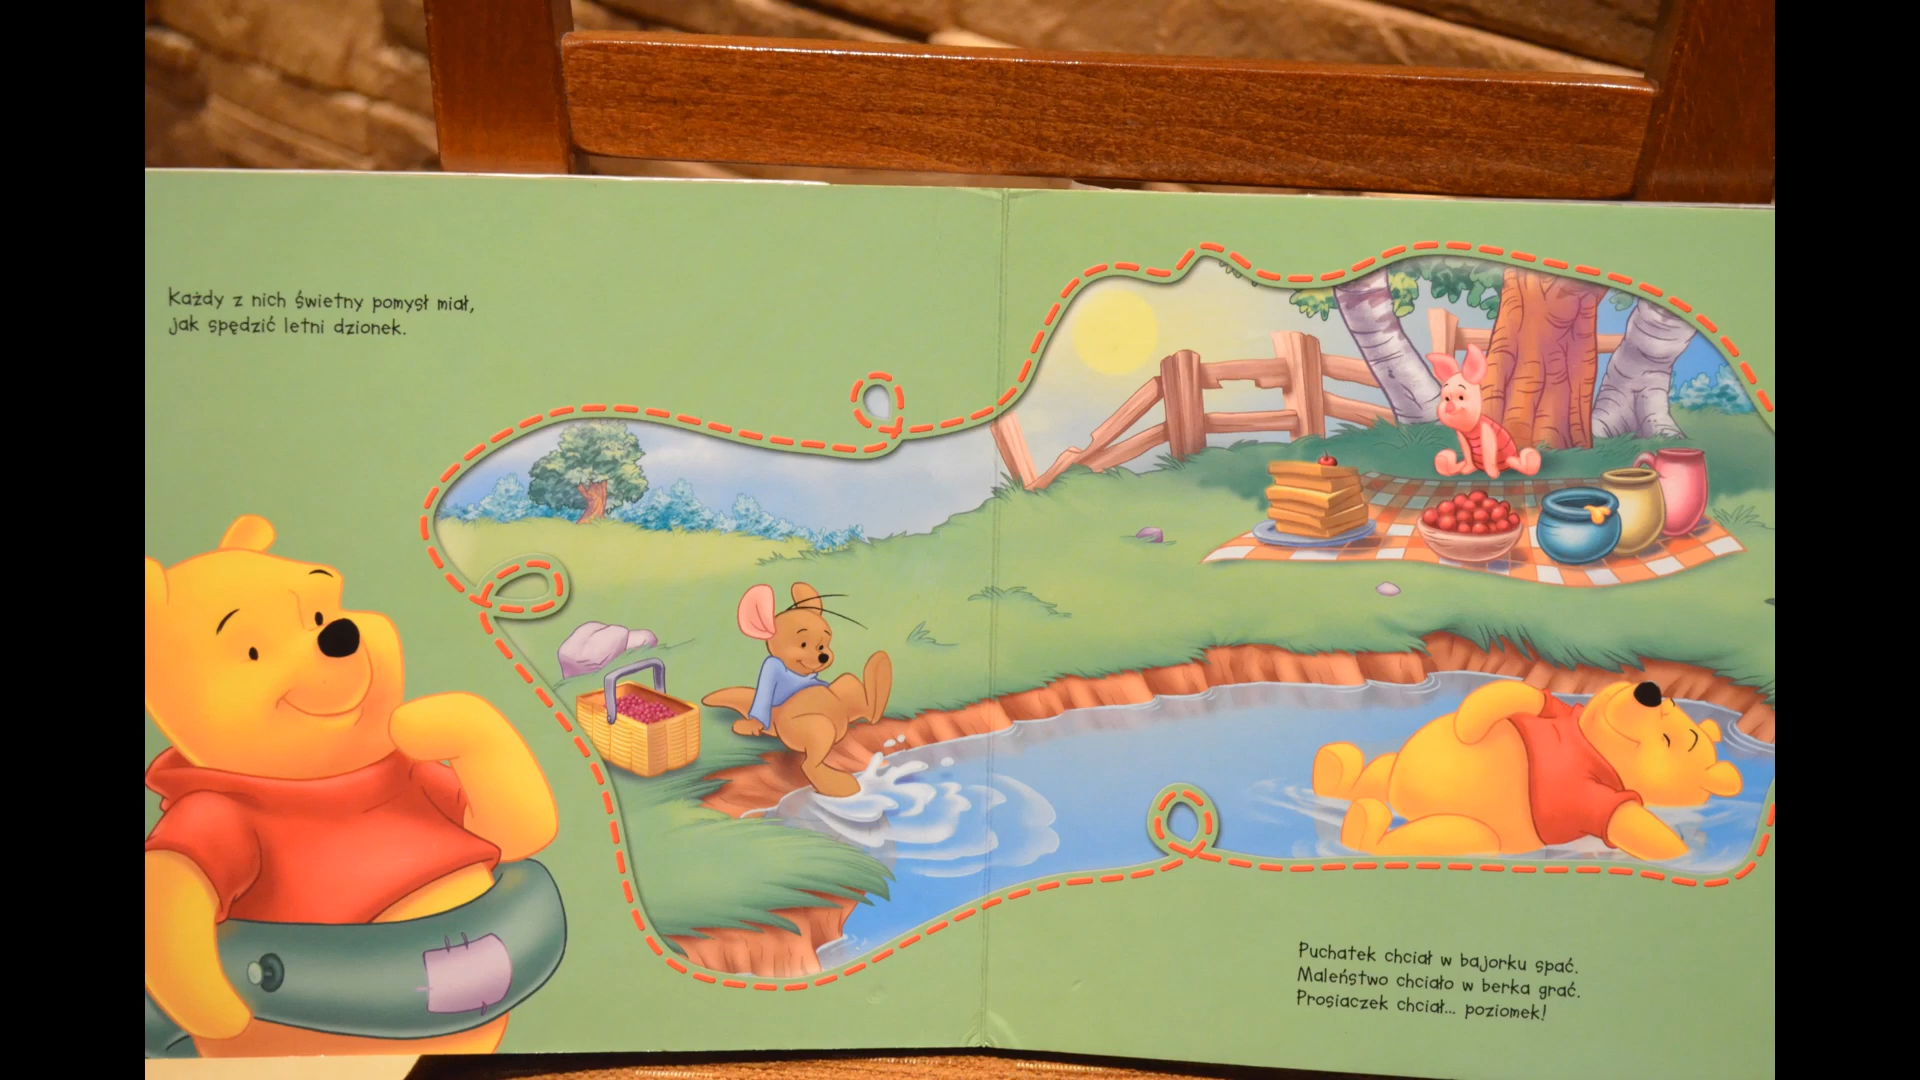 Każdy z nich świetny pomysł miał,
jak spędzić letni dzionek.
Puchatek chciał w bajorku spać.
Maleństwo chciało w berka grać.
Prosiaczek chciał... poziomek!